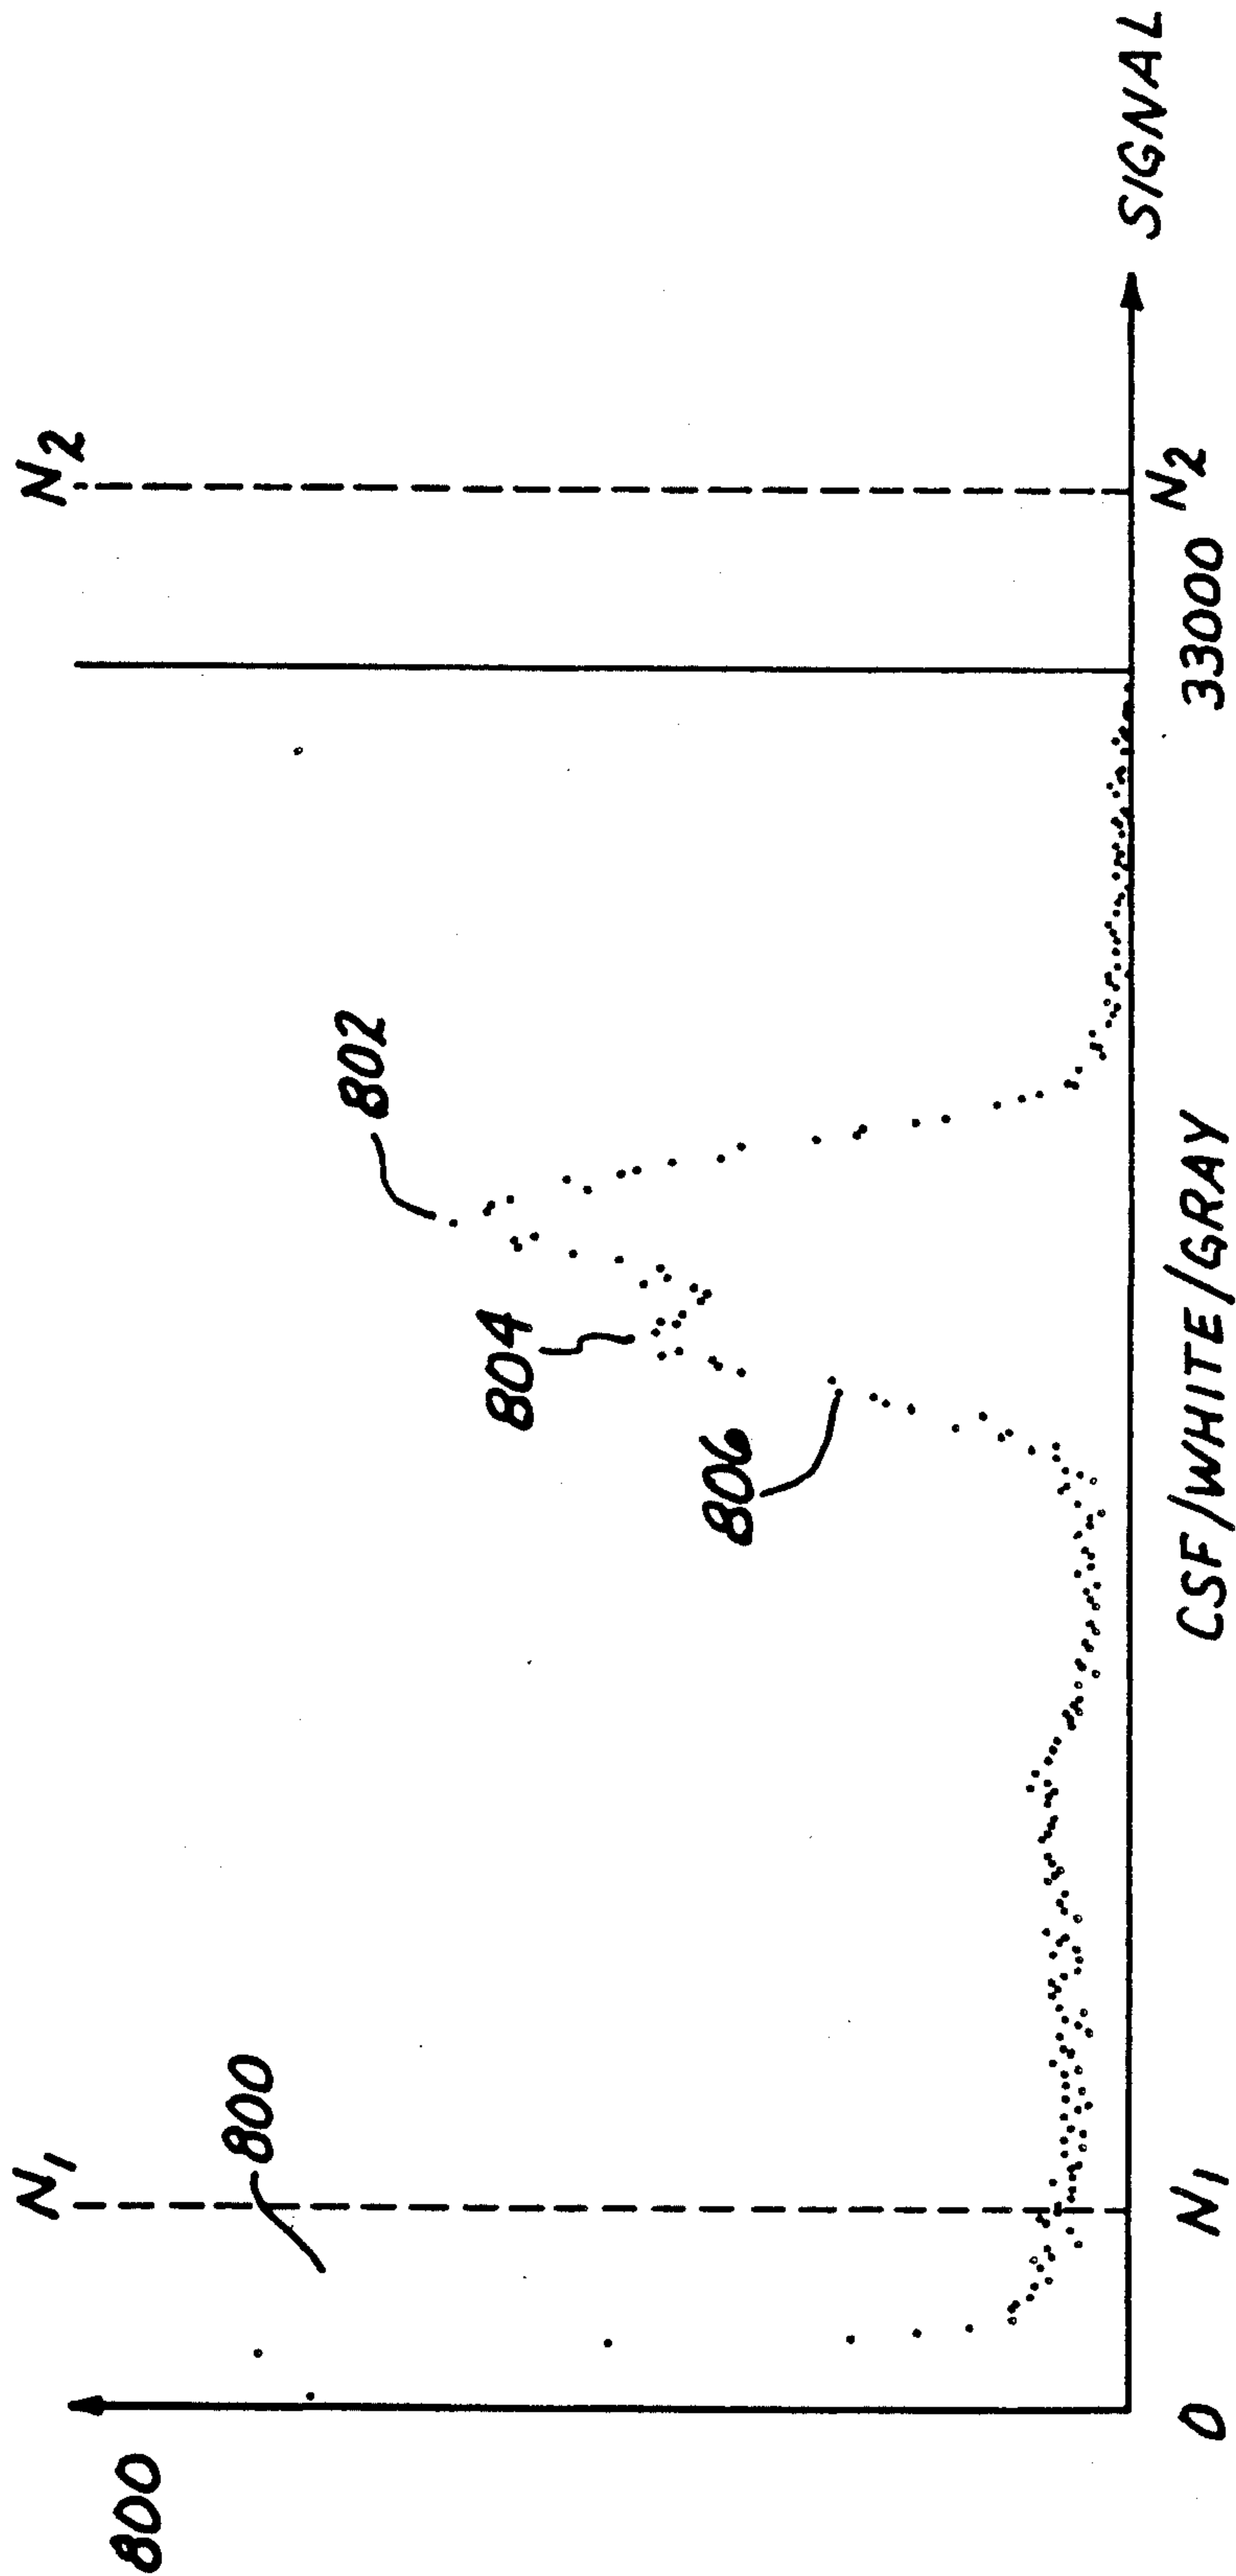 N1
N2
800
800
802
804
806
0
N1
33000
N2
SIGNAL
CSF/WHITE/GRAY